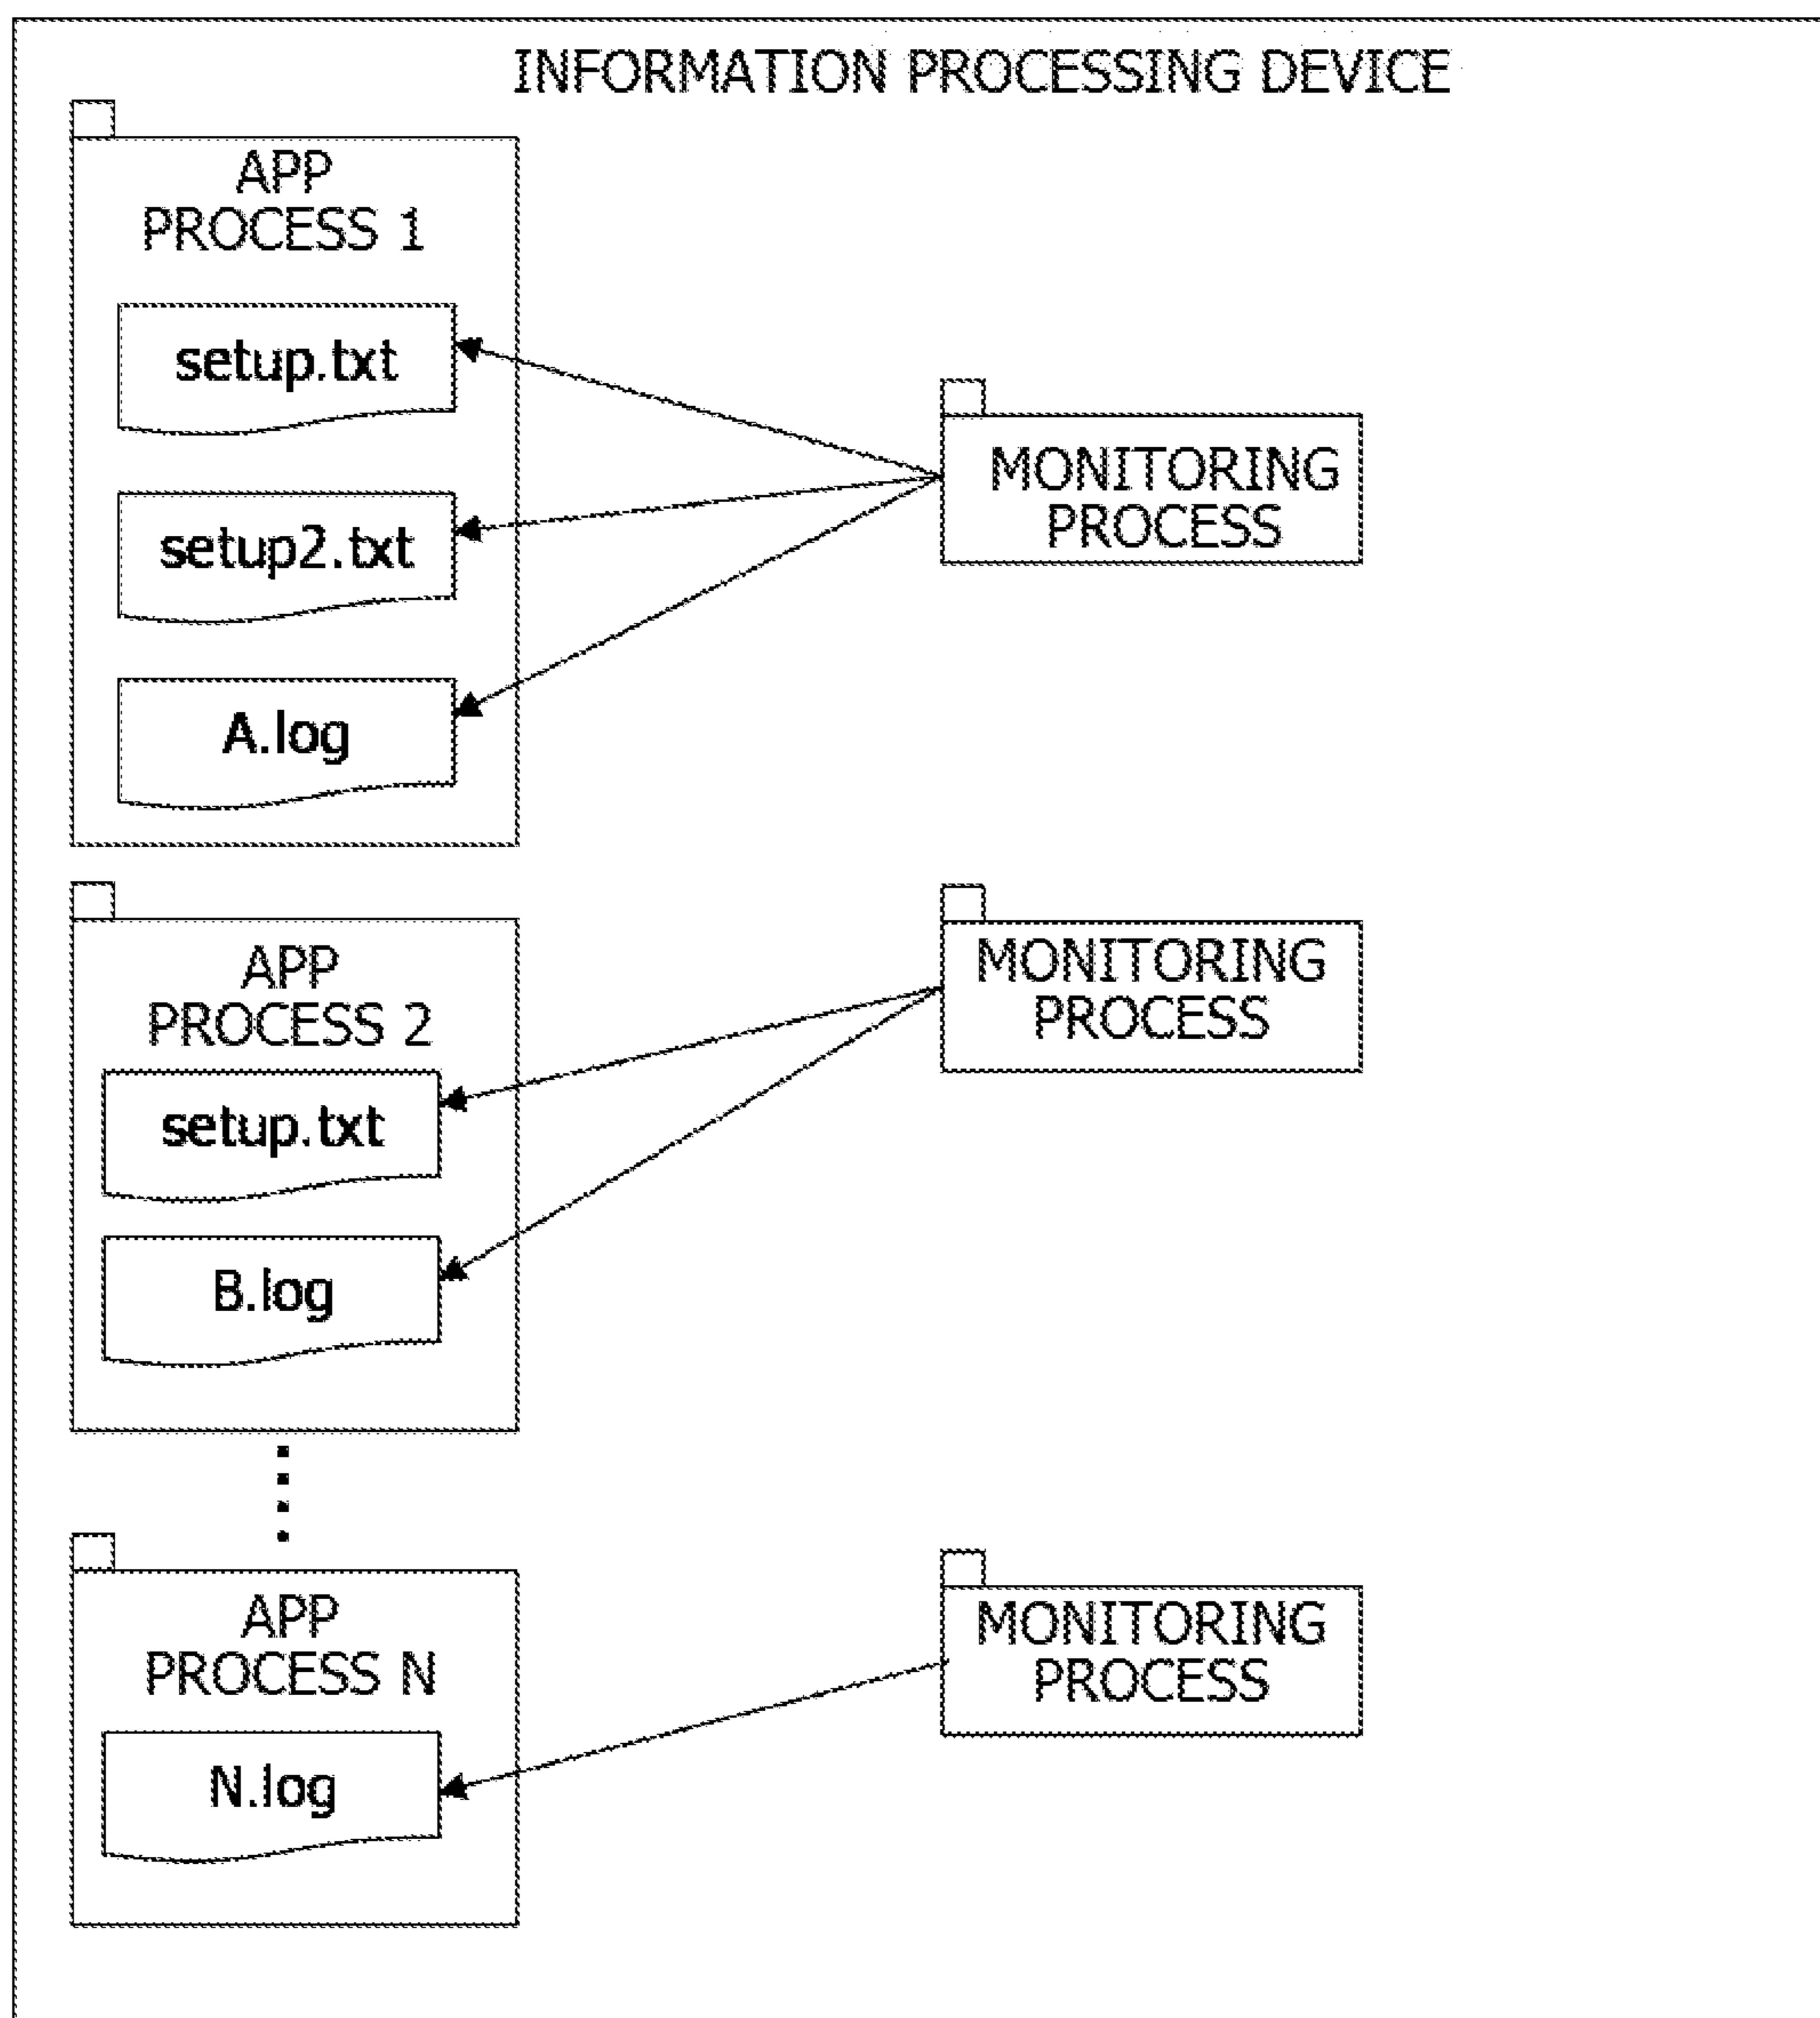 INFORMATION PROCESSING DEVICE
APP
PROCESS 1
setup.txt
setup2.txt
A.log
MONITORING
PROCESS
APP
PROCESS 2
setup.txt
B.log
MONITORING
PROCESS
APP
PROCESS N
N.log
MONITORING
PROCESS